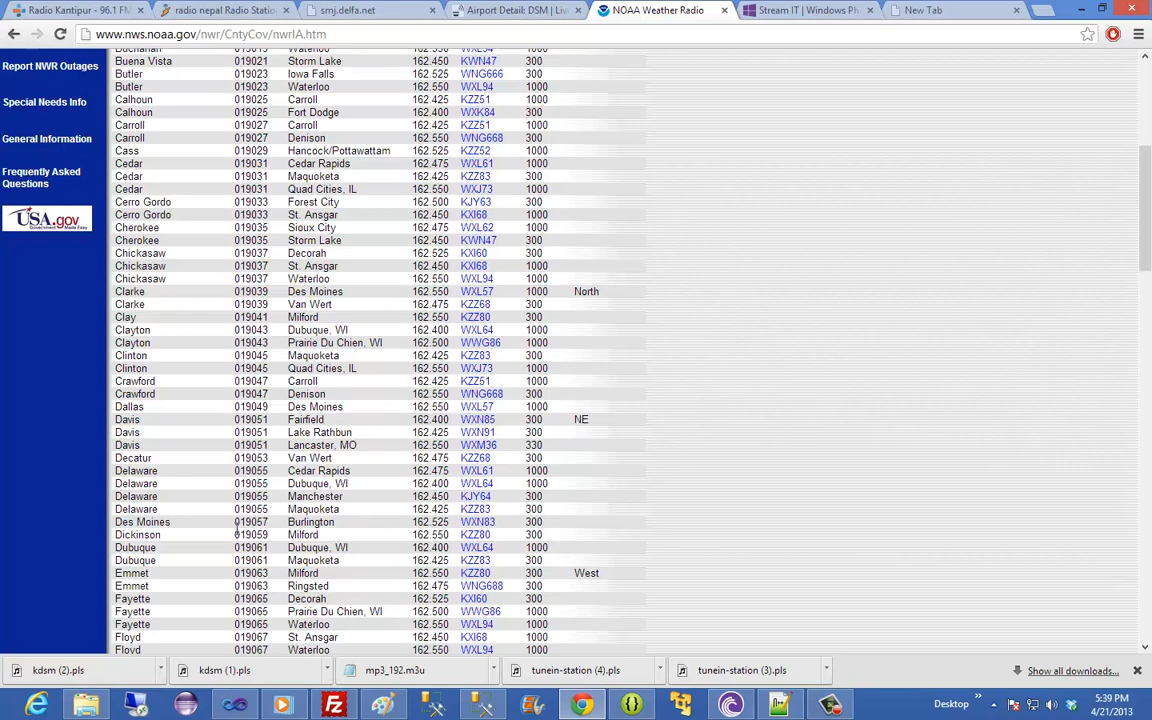 Radio Kantipur - 96.1 F
radio nepal Radio Statio
smj.delfa.net
Airport Detail: DSM | Liv
NOAA Weather Radio
Stream IT | Windows Ph
New Tab
www.nws.noaa.gov/nwr/CntyCov/nwrIA.htm
Report NWR Outages
Special Needs Info
General Information
Frequently Asked
Questions
USA.gov
Government Made Easy
Buchanan 019019 Waterloo 162.550 WXL94 1000
Buena Vista 019021 Storm Lake 162.450 KWN47 300
Butler 019023 Iowa Falls 162.525 WNG666 300
Butler 019023 Waterloo 162.550 WXL94 1000
Calhoun 019025 Carroll 162.425 KZZ51 1000
Calhoun 019025 Fort Dodge 162.400 WXK84 1000
Carroll 019027 Carroll 162.425 KZZ51 1000
Carroll 019027 Denison 162.550 WNG668 300
Cass 019029 Hancock/Pottawattam 162.525 KZZ52 1000
Cedar 019031 Cedar Rapids 162.475 WXL61 1000
Cedar 019031 Maquoketa 162.425 KZZ83 300
Cedar 019031 Quad Cities, IL 162.550 WXJ73 1000
Cerro Gordo 019033 Forest City 162.500 KJY63 1000
Cerro Gordo 019033 St. Ansgar 162.450 KXI68 1000
Cherokee 019035 Sioux City 162.475 WXL62 1000
Cherokee 019035 Storm Lake 162.450 KWN47 300
Chickasaw 019037 Decorah 162.525 KXI60 300
Chickasaw 019037 St. Ansgar 162.450 KXI68 1000
Chickasaw 019037 Waterloo 162.550 WXL94 1000
Clarke 019039 Des Moines 162.550 WXL57 1000 North
Clarke 019039 Van Wert 162.475 KZZ68 300
Clay 019041 Milford 162.550 KZZ80 300
Clayton 019043 Dubuque, WI 162.400 WXL64 1000
Clayton 019043 Prairie Du Chien, WI 162.500 WWG86 1000
Clinton 019045 Maquoketa 162.425 KZZ83 300
Clinton 019045 Quad Cities, IL 162.550 WXJ73 1000
Crawford 019047 Carroll 162.425 KZZ51 1000
Crawford 019047 Denison 162.550 WNG668 300
Dallas 019049 Des Moines 162.550 WXL57 1000
Davis 019051 Fairfield 162.400 WXN85 300 NE
Davis 019051 Lake Rathbun 162.425 WXN91 300
Davis 019051 Lancaster, MO 162.550 WXM36 330
Decatur 019053 Van Wert 162.475 KZZ68 300
Delaware 019055 Cedar Rapids 162.475 WXL61 1000
Delaware 019055 Dubuque, WI 162.400 WXL64 1000
Delaware 019055 Manchester 162.500 KJY64 300
Delaware 019055 Maquoketa 162.425 KZZ83 300
Des Moines 019057 Burlington 162.525 WXN83 300
Dickinson 019059 Milford 162.550 KZZ80 300
Dubuque 019061 Dubuque, WI 162.400 WXL64 1000
Dubuque 019061 Maquoketa 162.425 KZZ83 300
Emmet 019063 Milford 162.550 KZZ80 300 West
Emmet 019063 Ringsted 162.475 WNG688 300
Fayette 019065 Decorah 162.525 KXI60 300
Fayette 019065 Prairie Du Chien, WI 162.500 WWG86 1000
Fayette 019065 Waterloo 162.550 WXL94 1000
Floyd 019067 St. Ansgar 162.450 KXI68 1000
Floyd 019067 Waterloo 162.550 WXL94 1000
kdsm (2).pls
kdsm (1).pls
mp3_192.m3u
tunein-station (4).pls
tunein-station (3).pls
Show all downloads...
Desktop
5:39 PM
4/21/2013